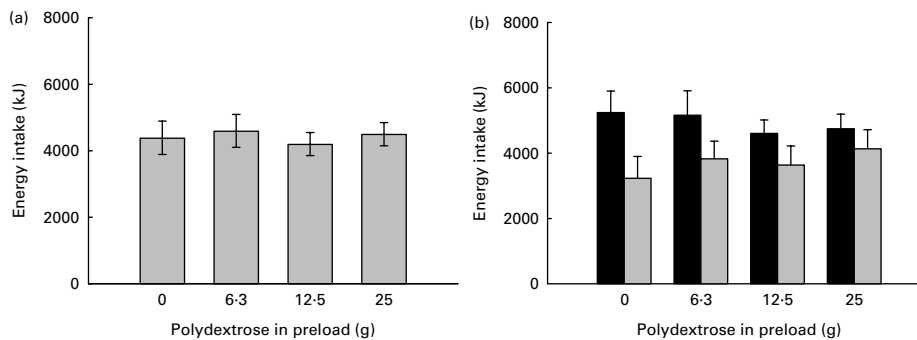 (a)
8000
6000
4000
2000
0
Energy intake (kJ)
0 6·3 12·5 25
Polydextrose in preload (g)
(b)
8000
6000
4000
2000
0
Energy intake (kJ)
0 6·3 12·5 25
Polydextrose in preload (g)